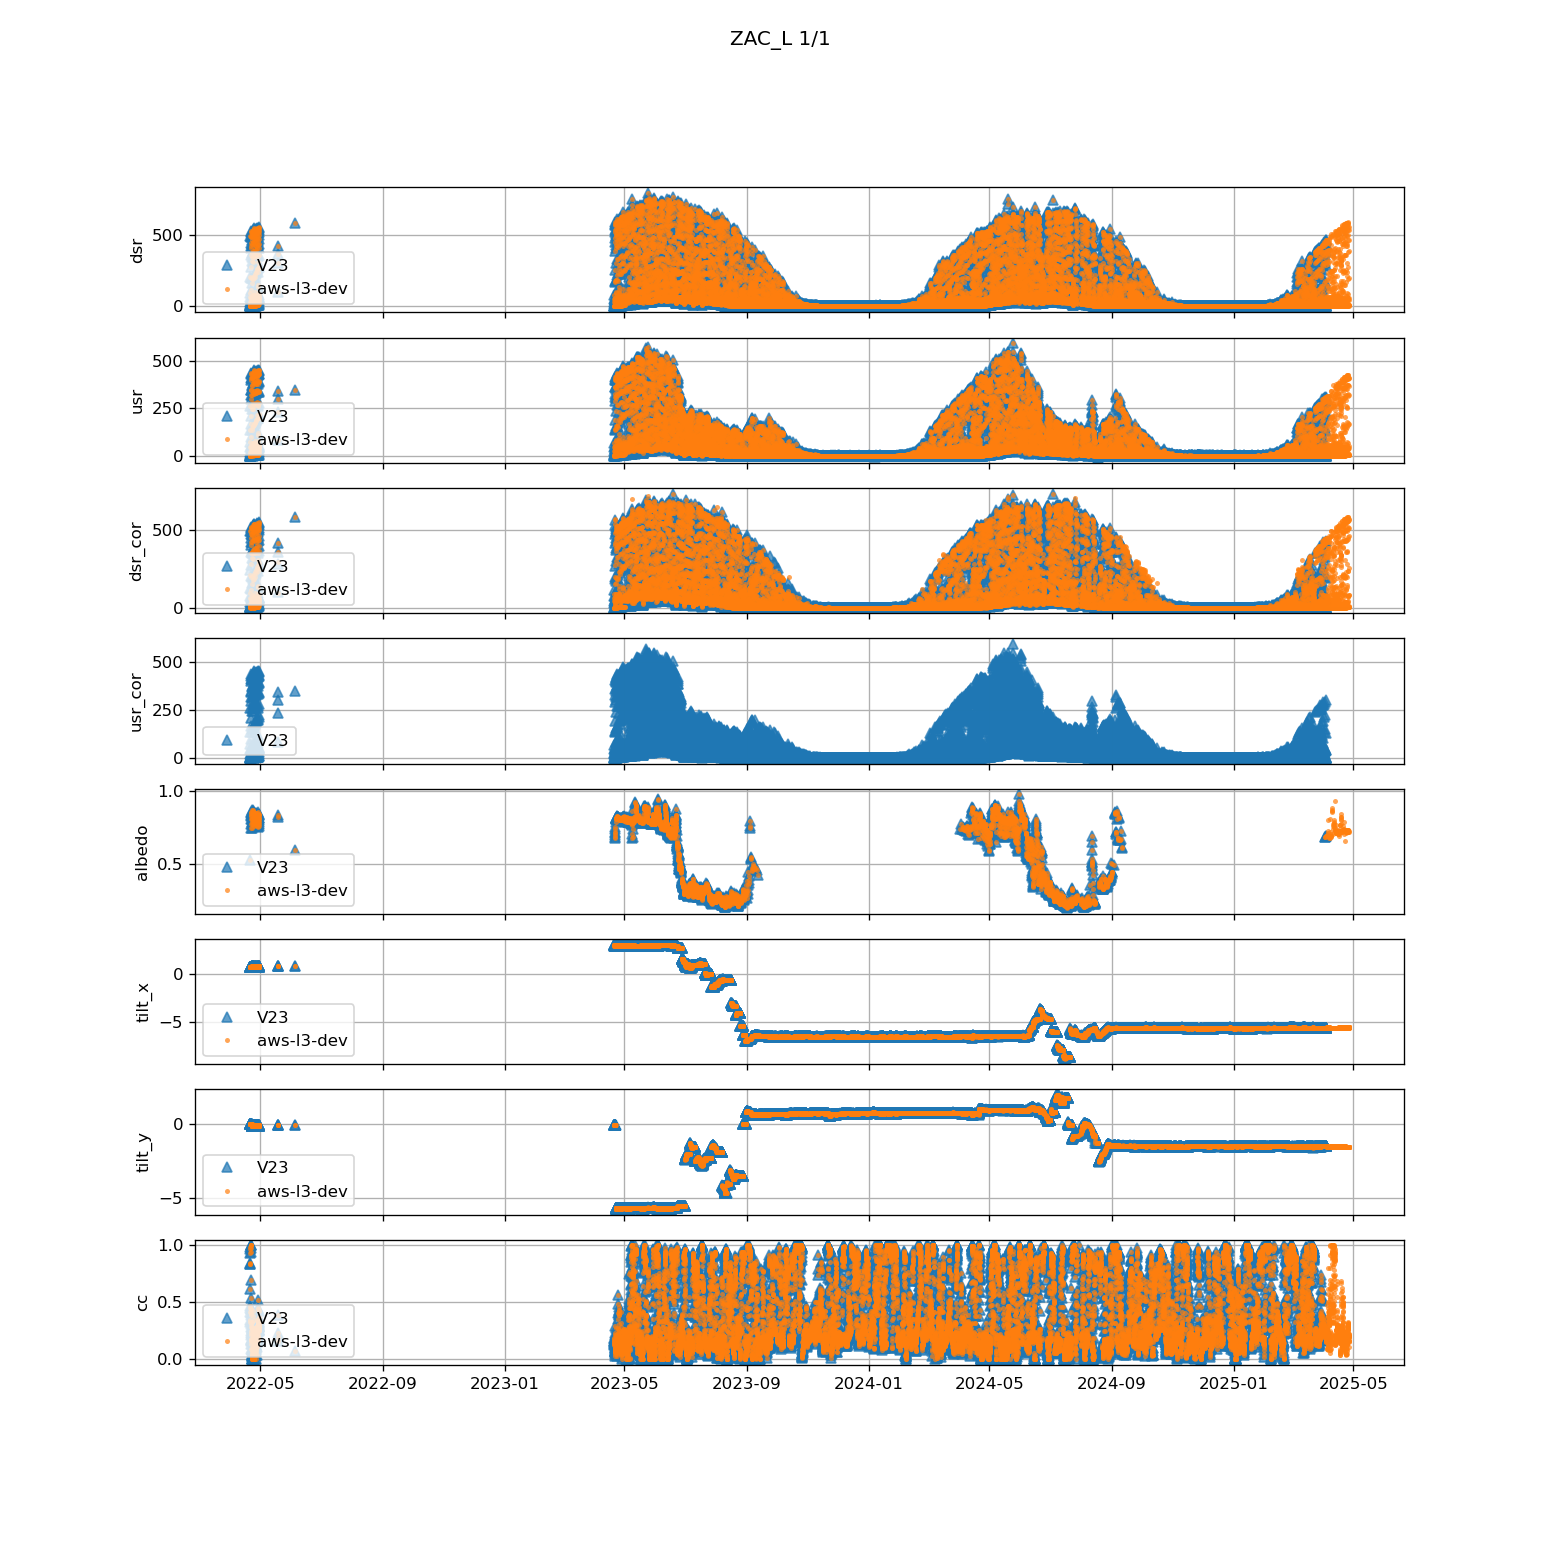 ZAC_L 1/1
dsr
500
0
V23
aws-l3-dev
usr
500
250
0
V23
aws-l3-dev
dsr_cor
500
0
V23
aws-l3-dev
usr_cor
500
250
0
V23
albedo
1.0
0.5
V23
aws-l3-dev
tilt_x
0
−5
V23
aws-l3-dev
tilt_y
0
−5
V23
aws-l3-dev
cc
1.0
0.5
0.0
V23
aws-l3-dev
2022-05 2022-09 2023-01 2023-05 2023-09 2024-01 2024-05 2024-09 2025-01 2025-05